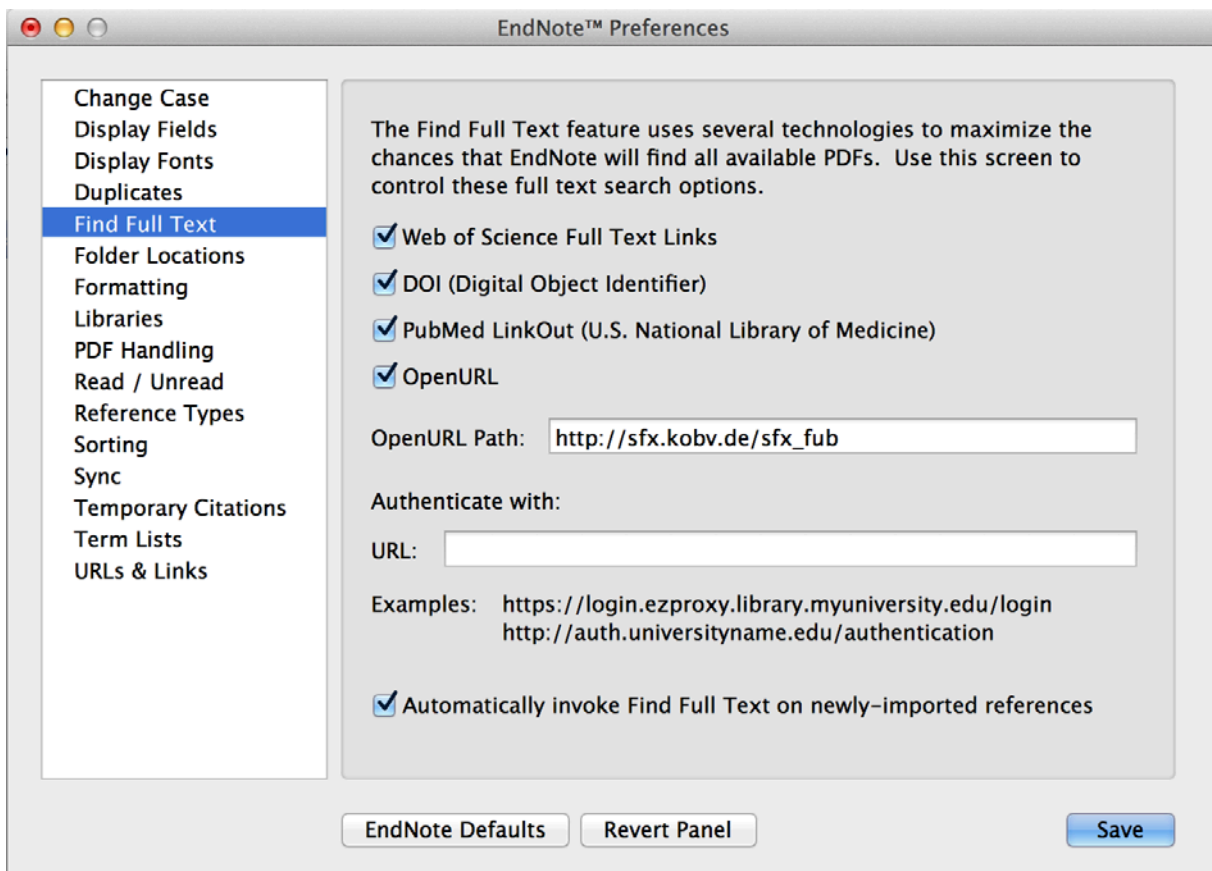 EndNote™ Preferences
Change Case
Display Fields
Display Fonts
Duplicates
Find Full Text
Folder Locations
Formatting
Libraries
PDF Handling
Read / Unread
Reference Types
Sorting
Sync
Temporary Citations
Term Lists
URLs & Links
The Find Full Text feature uses several technologies to maximize the
chances that EndNote will find all available PDFs.  Use this screen to
control these full text search options.
Web of Science Full Text Links
DOI (Digital Object Identifier)
PubMed LinkOut (U.S. National Library of Medicine)
OpenURL
OpenURL Path: http://sfx.kobv.de/sfx_fub
Authenticate with:
URL:
Examples: https://login.ezproxy.library.myuniversity.edu/login
http://auth.universityname.edu/authentication
Automatically invoke Find Full Text on newly-imported references
EndNote Defaults Revert Panel Save